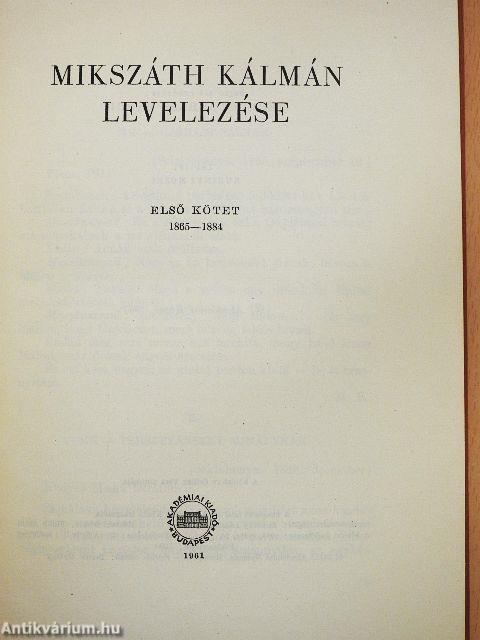 MIKSZÁTH KÁLMÁN
LEVELEZÉSE
ELSŐ KÖTET
1865—1884
AKADÉMIAI KIADÓ
BUDAPEST
1961
Antikvárium.hu